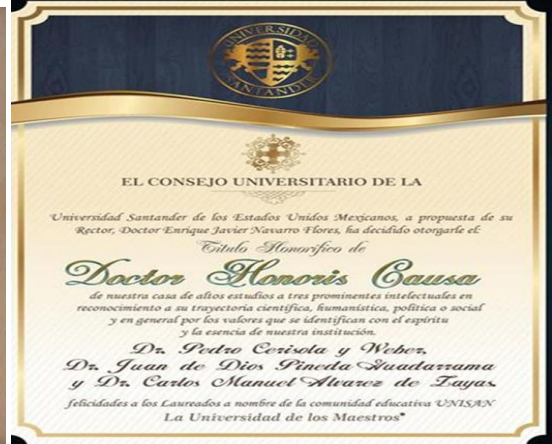 UNIVERSIDAD
SANTANDER
EL CONSEJO UNIVERSITARIO DE LA
Universidad Santander de los Estados Unidos Mexicanos, a propuesta de su
Rector, Doctor Enrique Javier Navarro Flores, ha decidido otorgarle el:
Título Honorífico de
Doctor Honoris Causa
de nuestra casa de altos estudios a tres prominentes intelectuales en
reconocimiento a su trayectoria científica, humanística, política o social
y en general por los valores que se identifican con el espíritu
y la esencia de nuestra institución.
Dr. Pedro Cerisola y Weber,
Dr. Juan de Dios Pineda Guadarrama
y Dr. Carlos Manuel Alvarez de Zayas.
felicidades a los Laureados a nombre de la comunidad educativa UNISAN
La Universidad de los Maestros®